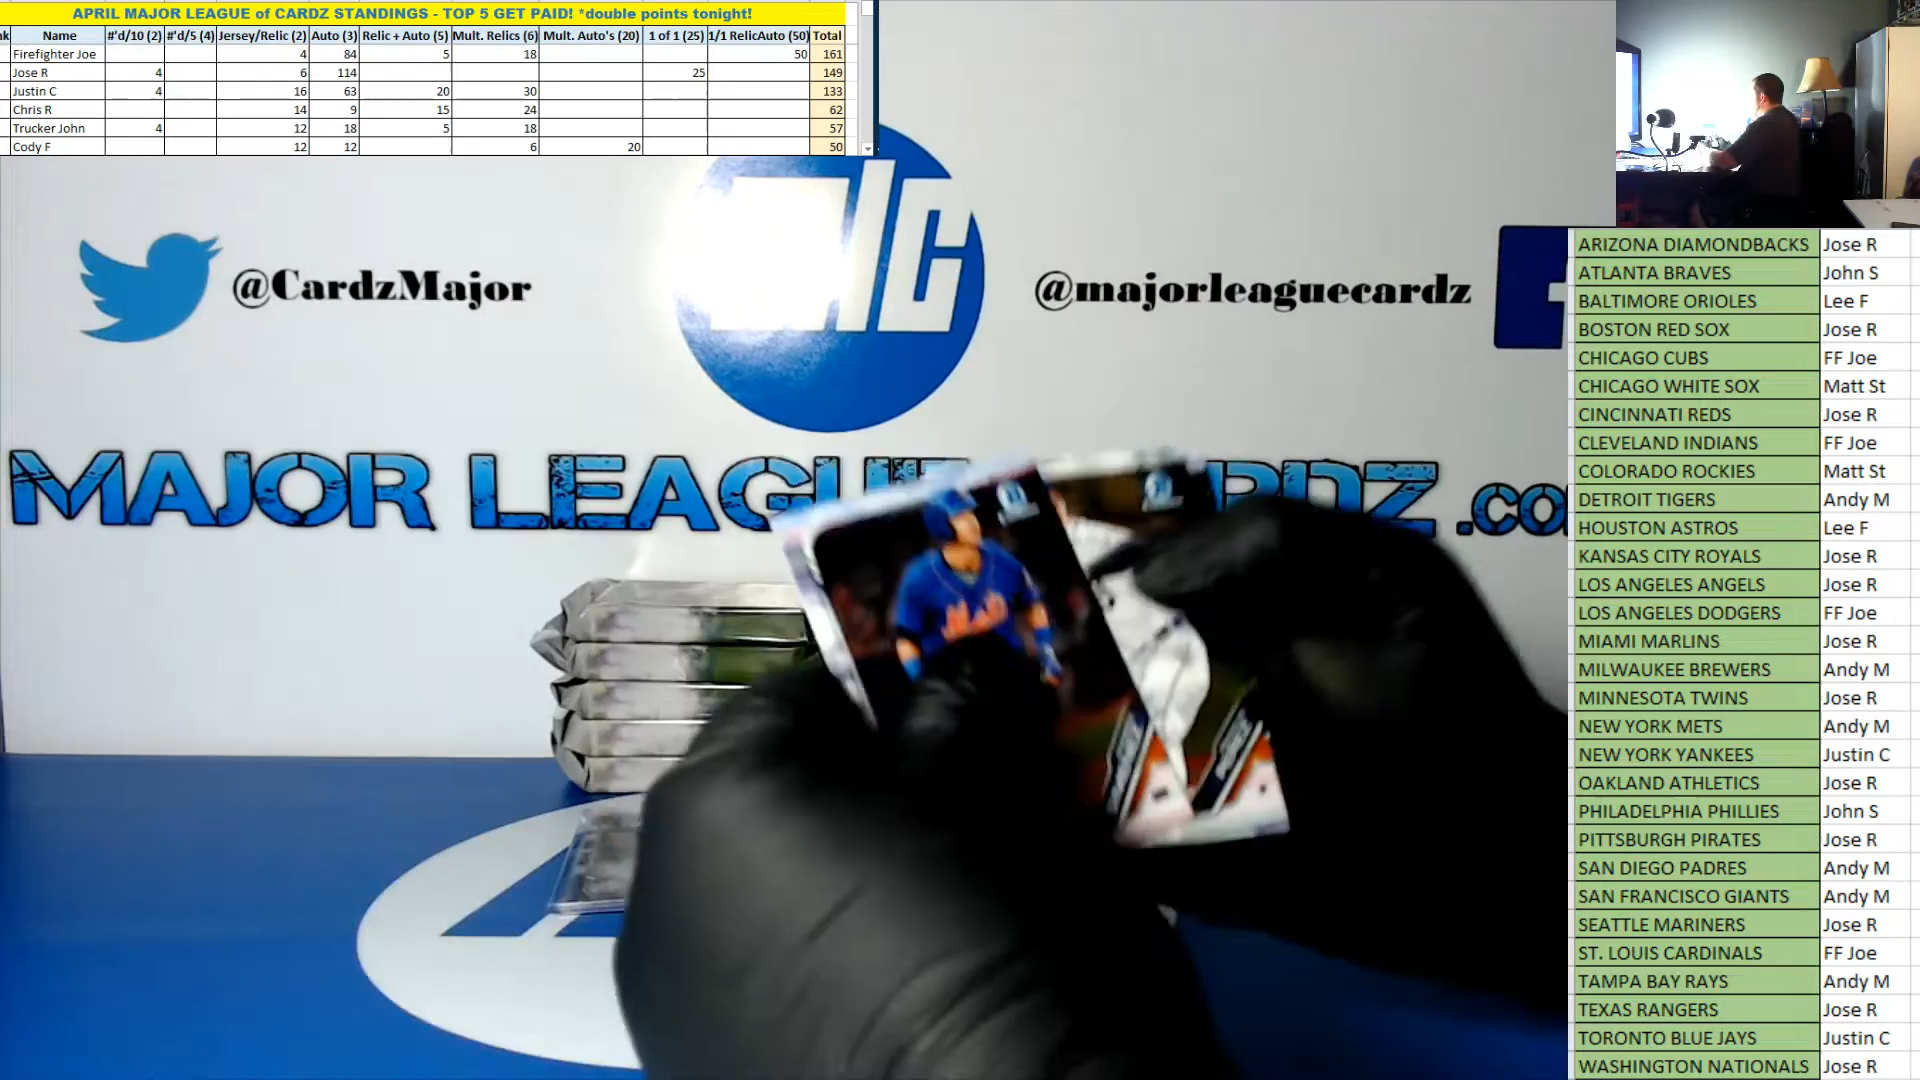 APRIL MAJOR LEAGUE of CARDZ STANDINGS - TOP 5 GET PAID! *double points tonight!
Name #'d/10 (2) #'d/5 (4) Jersey/Relic (2) Auto (3) Relic + Auto (5) Mult. Relics (6) Mult. Auto's (20) 1 of 1 (25) 1/1 RelicAuto (50) Total
Firefighter Joe 4 84 5 18 50 161
Jose R 4 6 114 25 149
Justin C 4 16 63 20 30 133
Chris R 14 9 15 24 62
Trucker John 4 12 18 5 18 57
Cody F 12 12 6 20 50
@CardzMajor
@majorleaguecardz
MAJOR LEAGU RDZ .co
Mets
ARIZONA DIAMONDBACKS Jose R
ATLANTA BRAVES John S
BALTIMORE ORIOLES Lee F
BOSTON RED SOX Jose R
CHICAGO CUBS FF Joe
CHICAGO WHITE SOX Matt St
CINCINNATI REDS Jose R
CLEVELAND INDIANS FF Joe
COLORADO ROCKIES Matt St
DETROIT TIGERS Andy M
HOUSTON ASTROS Lee F
KANSAS CITY ROYALS Jose R
LOS ANGELES ANGELS Jose R
LOS ANGELES DODGERS FF Joe
MIAMI MARLINS Jose R
MILWAUKEE BREWERS Andy M
MINNESOTA TWINS Jose R
NEW YORK METS Andy M
NEW YORK YANKEES Justin C
OAKLAND ATHLETICS Jose R
PHILADELPHIA PHILLIES John S
PITTSBURGH PIRATES Jose R
SAN DIEGO PADRES Andy M
SAN FRANCISCO GIANTS Andy M
SEATTLE MARINERS Jose R
ST. LOUIS CARDINALS FF Joe
TAMPA BAY RAYS Andy M
TEXAS RANGERS Jose R
TORONTO BLUE JAYS Justin C
WASHINGTON NATIONALS Jose R